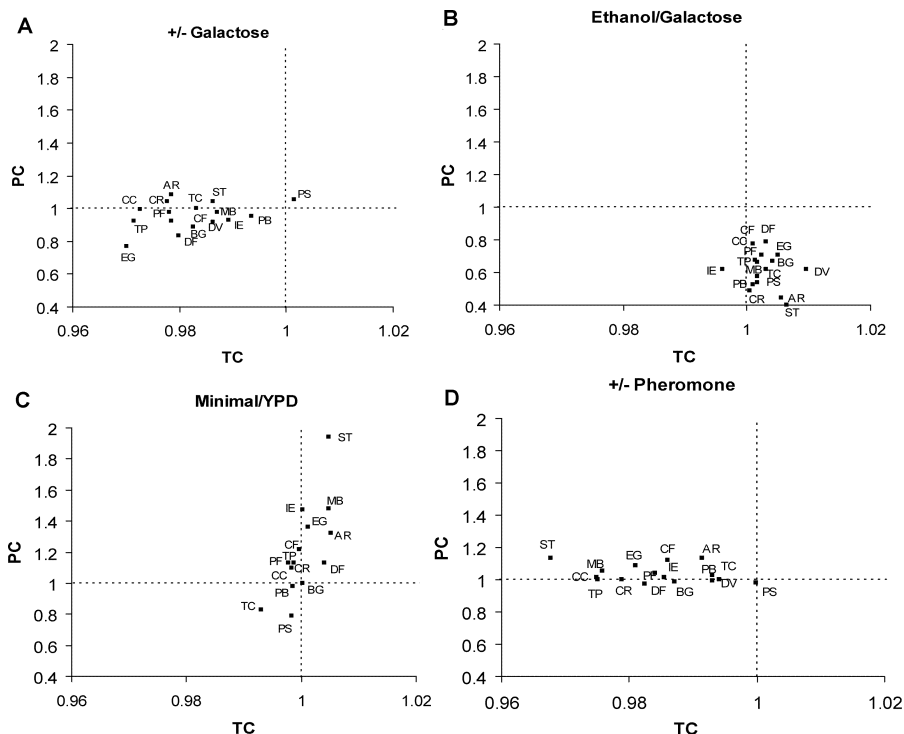 A
+/- Galactose
2
1.8
1.6
1.4
1.2
1
0.8
0.6
0.4
PC
AR
CC
CR
TC
ST
PS
PF
MB
TP
CF
IE
PB
BG
DV
DF
EG
0.96
0.98
1
1.02
TC
B
Ethanol/Galactose
2
1.8
1.6
1.4
1.2
1
0.8
0.6
0.4
PC
CF
DF
CC
EG
PF
TP
BG
IE
MB
TC
DV
PB
PS
CR
AR
ST
0.96
0.98
1
1.02
TC
C
Minimal/YPD
2
1.8
1.6
1.4
1.2
1
0.8
0.6
0.4
PC
ST
IE
MB
EG
AR
CF
TP
PF
CR
DF
CC
PB
BG
TC
PS
0.96
0.98
1
1.02
TC
D
+/- Pheromone
2
1.8
1.6
1.4
1.2
1
0.8
0.6
0.4
PC
ST
EG
CF
AR
MB
IE
PB
TC
CC
PF
TP
CR
DF
BG
DV
PS
0.96
0.98
1
1.02
TC